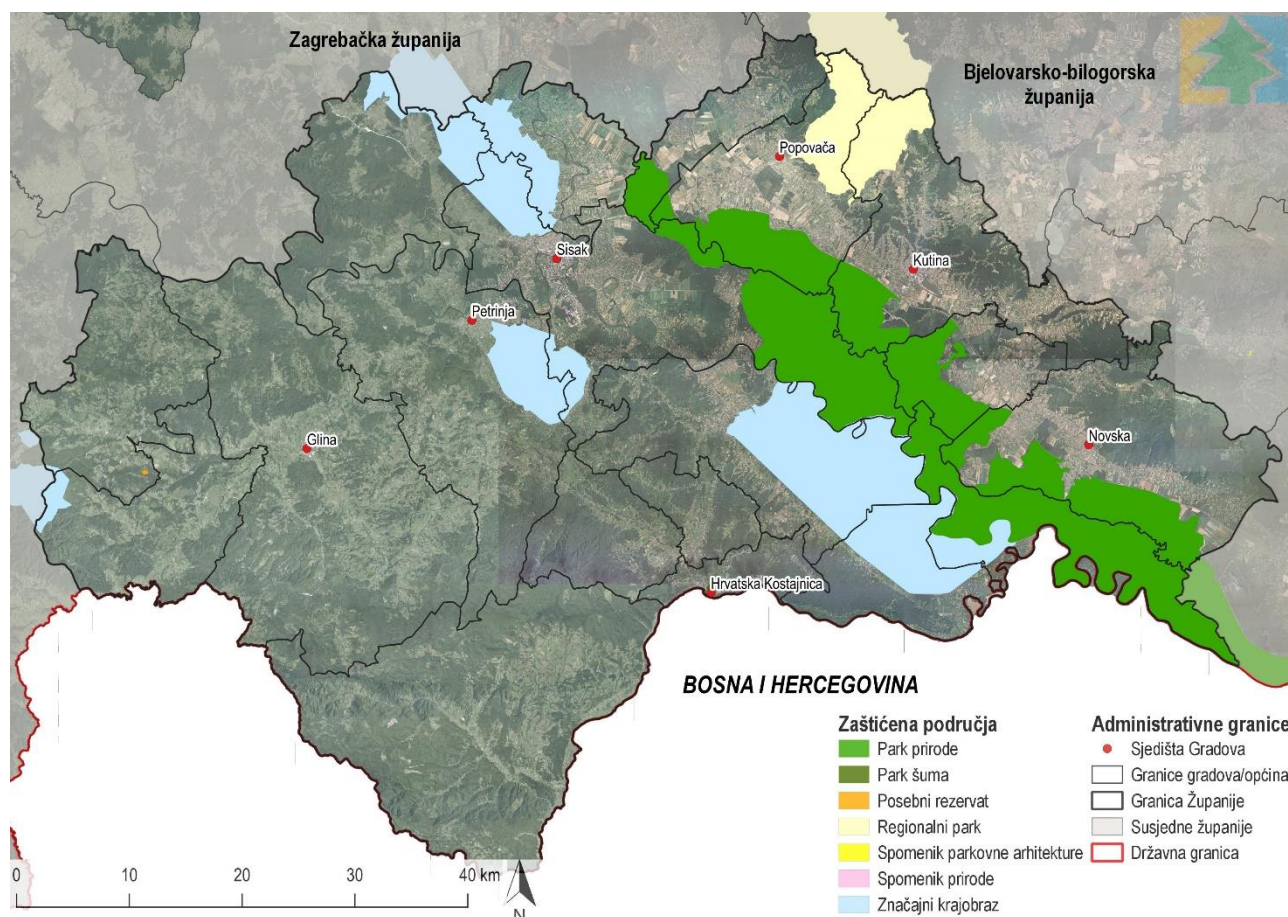 Zagrebačka županija
Bjelovarsko-bilogorska
županija
Popovača
Sisak
Kutina
Petrinja
Glina
Novska
Hrvatska Kostajnica
BOSNA I HERCEGOVINA
Zaštićena područja
Park prirode
Park šuma
Posebni rezervat
Regionalni park
Spomenik parkovne arhitekture
Spomenik prirode
Značajni krajobraz
Administrativne granice
Sjedišta Gradova
Granice gradova/općina
Granica Županije
Susjedne županije
Državna granica
0 10 20 30 40 km
N